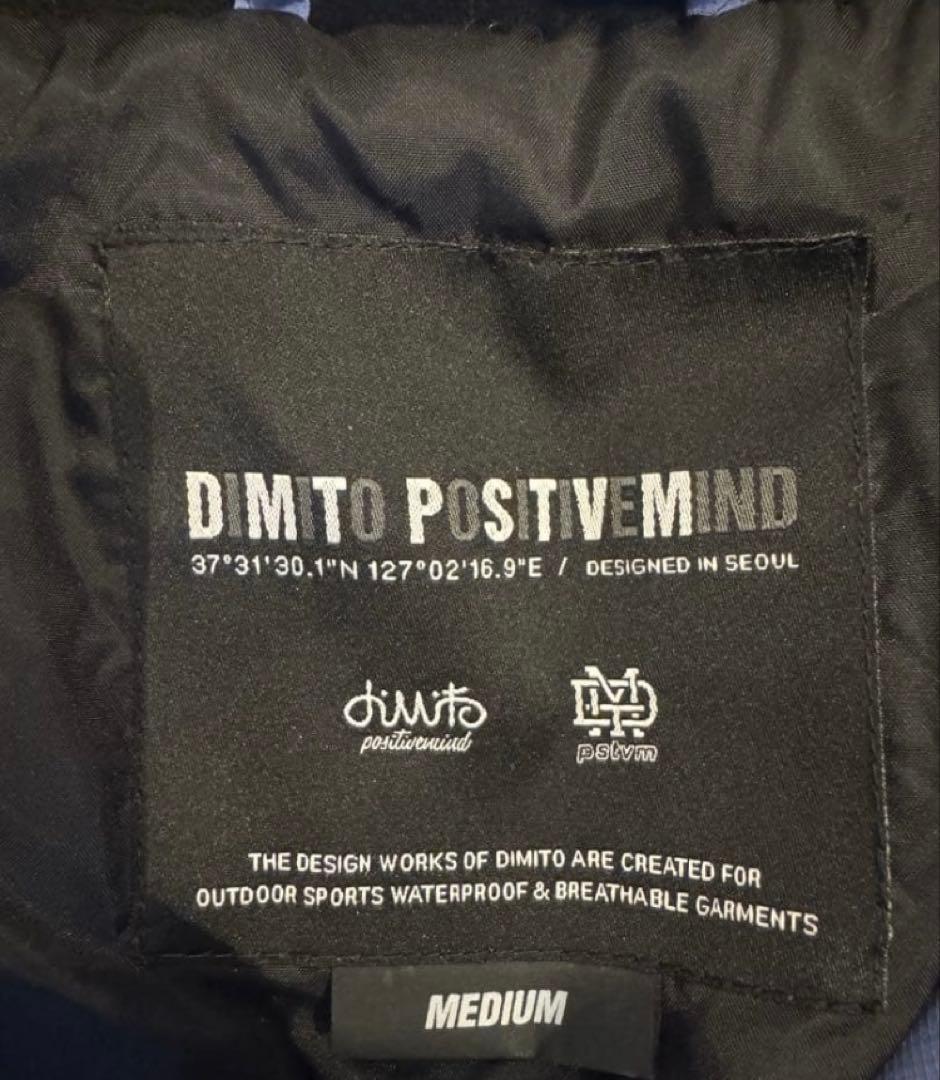 DIMITO POSITIVEMIND
37°31'30.1"N 127°02'16.9"E / DESIGNED IN SEOUL
dimito
positivemind
DMT
pstvm
THE DESIGN WORKS OF DIMITO ARE CREATED FOR
OUTDOOR SPORTS WATERPROOF & BREATHABLE GARMENTS
MEDIUM